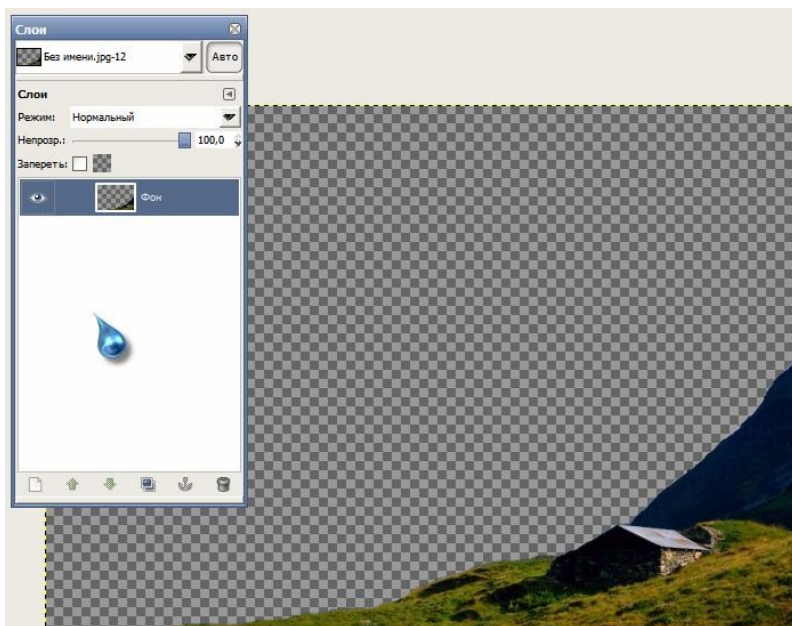 Слои
Без имени.jpg-12
Авто
Слои
Режим: Нормальный
Непрозр.: 100,0
Запереть:
Фон